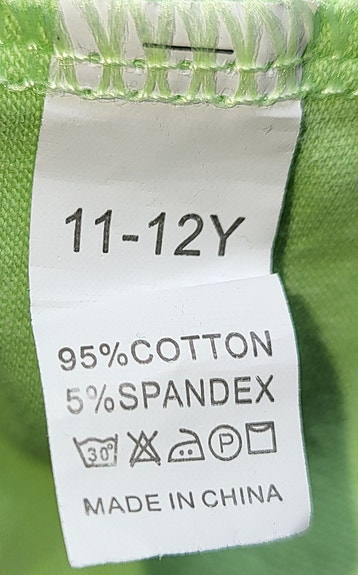 11-12Y
95%COTTON
5%SPANDEX
30° P
MADE IN CHINA